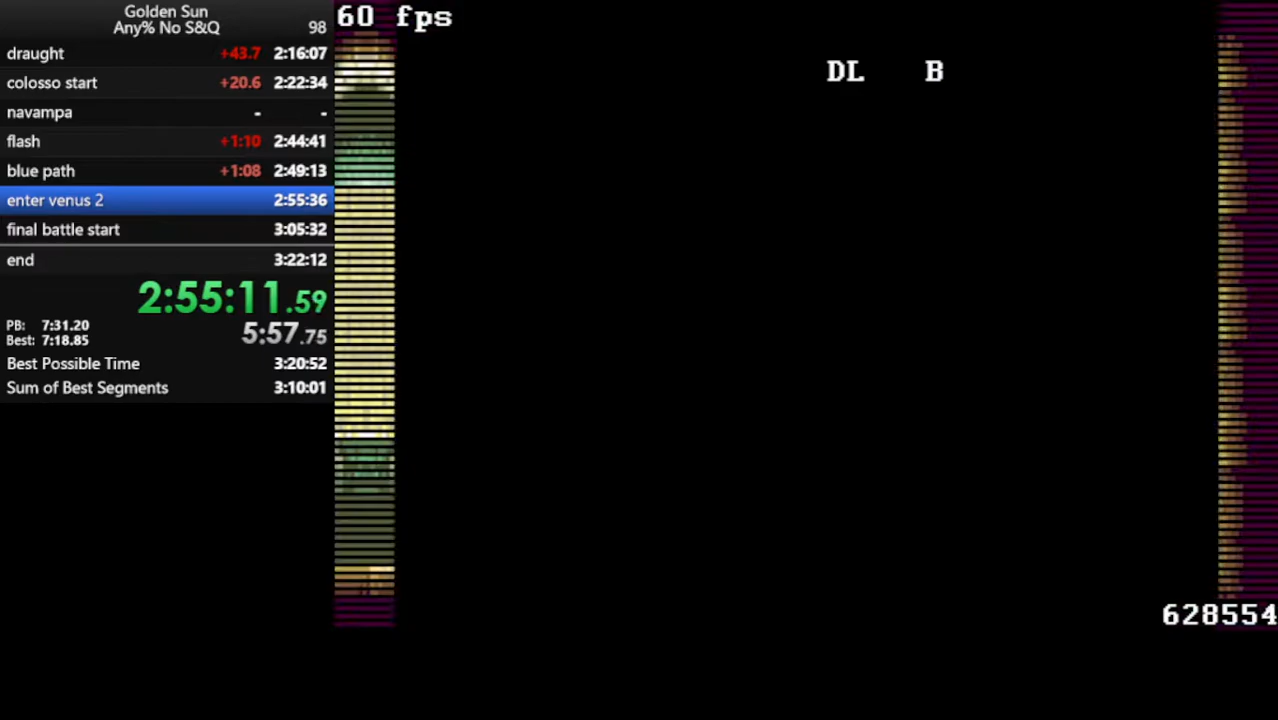 Golden Sun
Any% No S&Q 98
draught +43.7 2:16:07
colosso start +20.6 2:22:34
navampa - -
flash +1:10 2:44:41
blue path +1:08 2:49:13
enter venus 2 2:55:36
final battle start 3:05:32
end 3:22:12
2:55:11.59
PB: 7:31.20
Best: 7:18.85
5:57.75
Best Possible Time 3:20:52
Sum of Best Segments 3:10:01
60 fps
DL B
628554